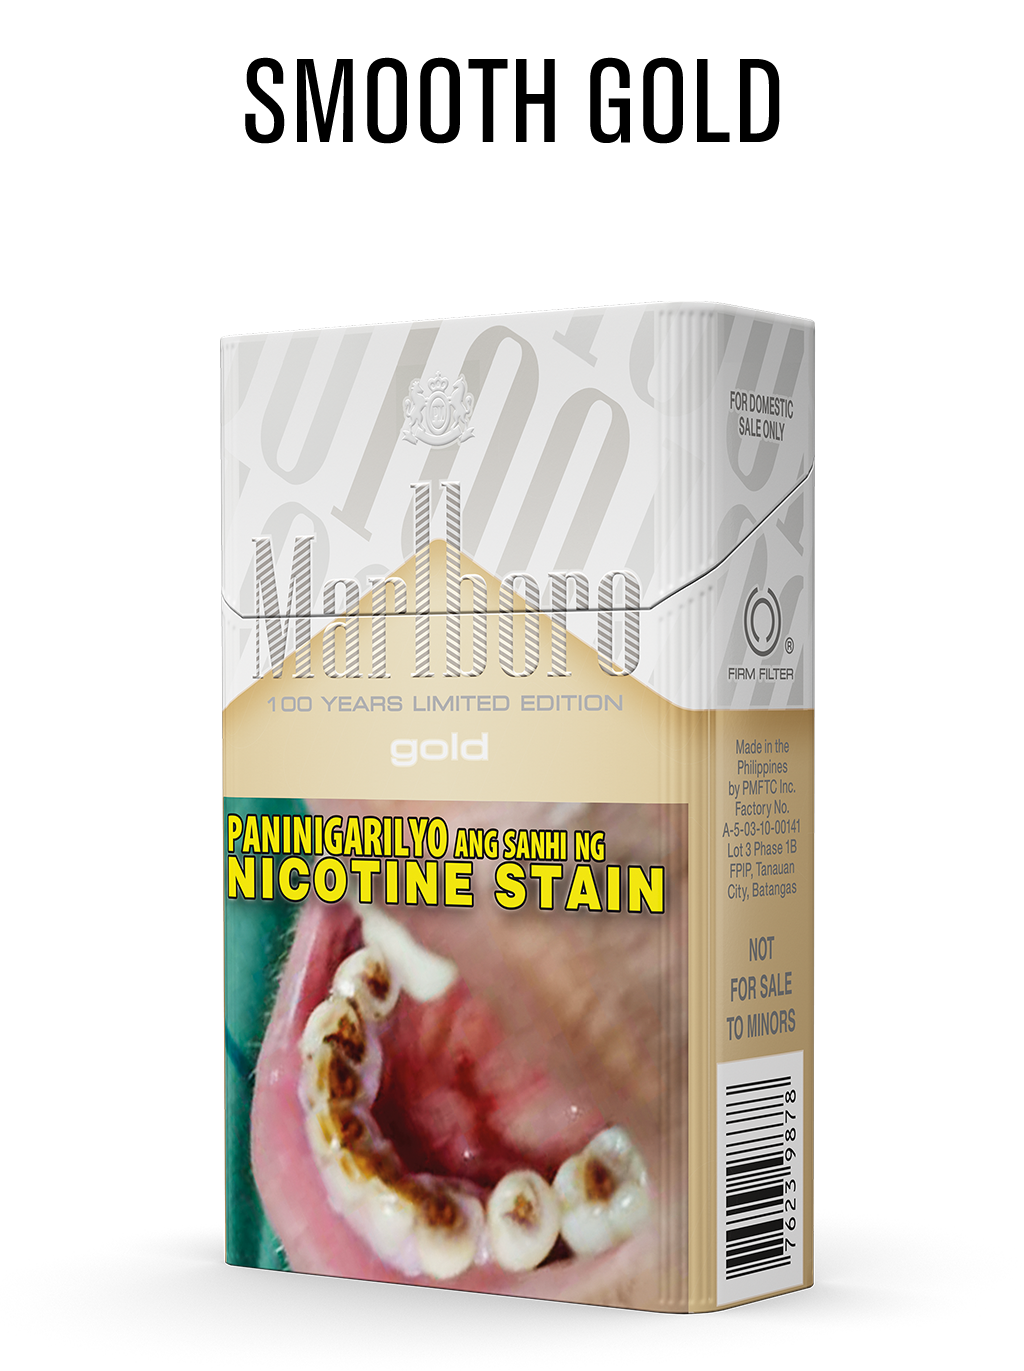 SMOOTH GOLD
Marlboro
100 YEARS LIMITED EDITION
gold
PANINIGARILYO ANG SANHI NG
NICOTINE STAIN
FOR DOMESTIC
SALE ONLY
®
FIRM FILTER
Made in the
Philippines
by PMFTC Inc.
Factory No.
A-5-03-10-00141
Lot 3 Phase 1B
FPIP, Tanauan
City, Batangas
NOT
FOR SALE
TO MINORS
76239878